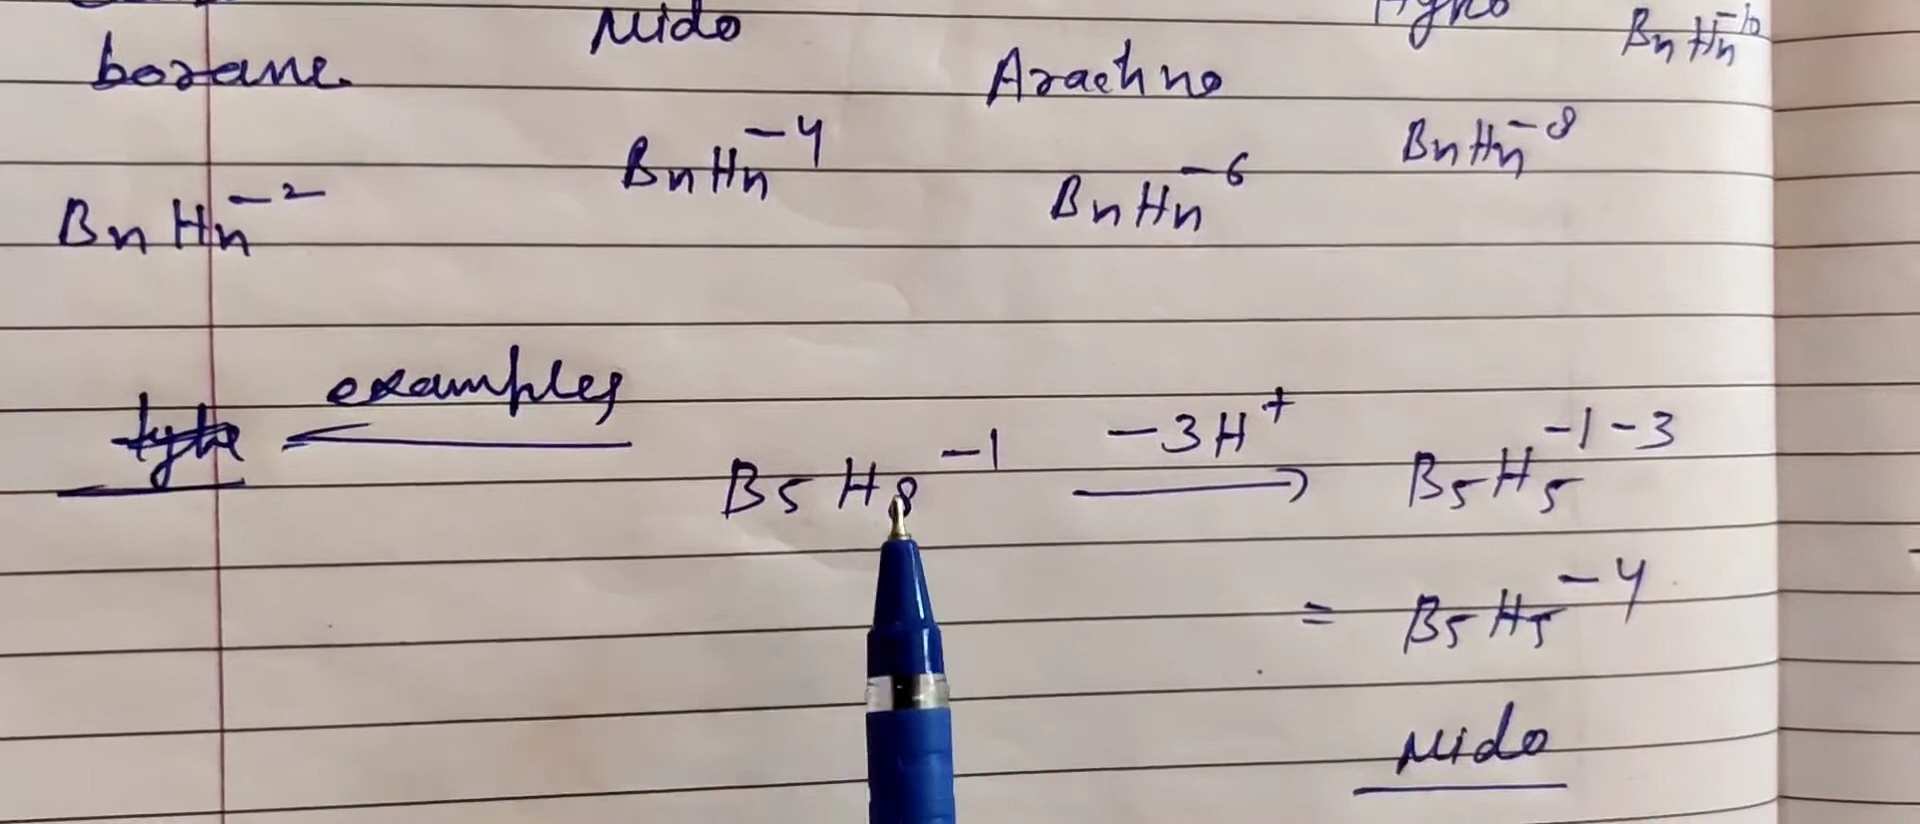 Nido
BnHn^-10
borane
Arachno
BnHn^-4
BnHn^-8
BnHn^-6
BnHn^-2
examples
type
B5H8^-1 -3H^+ → B5H5^-1-3
= B5H5^-4
Nido